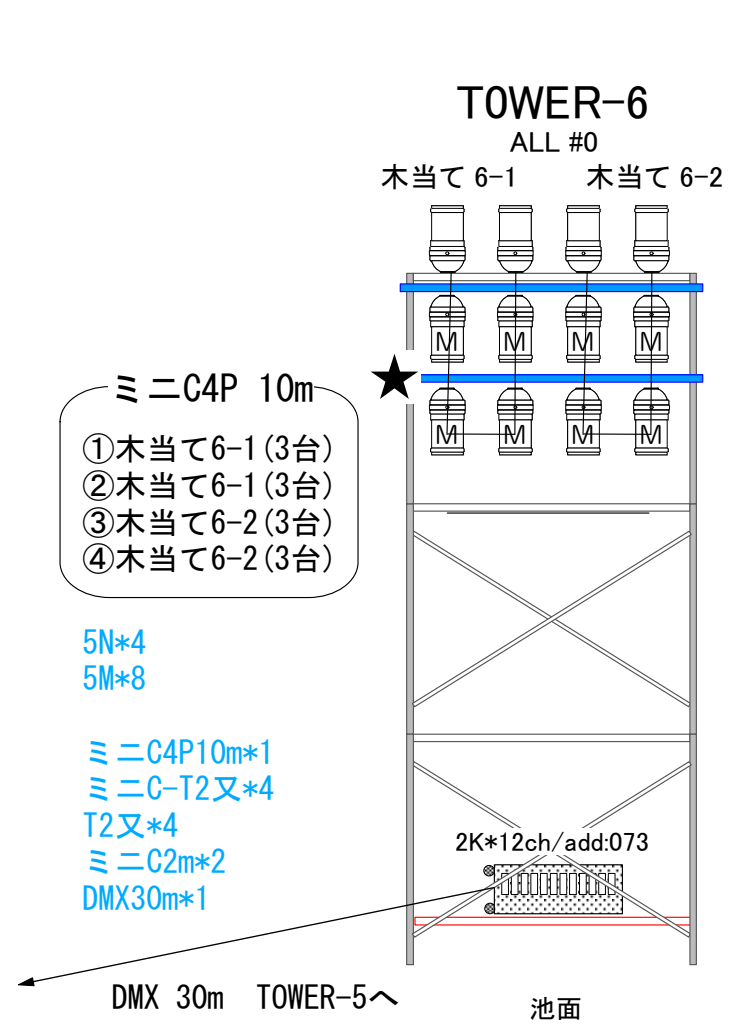 TOWER-6
ALL #0
木当て 6-1
木当て 6-2
M M M M
M M M M
ミニC4P 10m
①木当て6-1(3台)
②木当て6-1(3台)
③木当て6-2(3台)
④木当て6-2(3台)
5N*4
5M*8
ミニC4P10m*1
ミニC-T2又*4
T2又*4
ミニC2m*2
DMX30m*1
2K*12ch/add:073
DMX 30m TOWER-5へ
池面